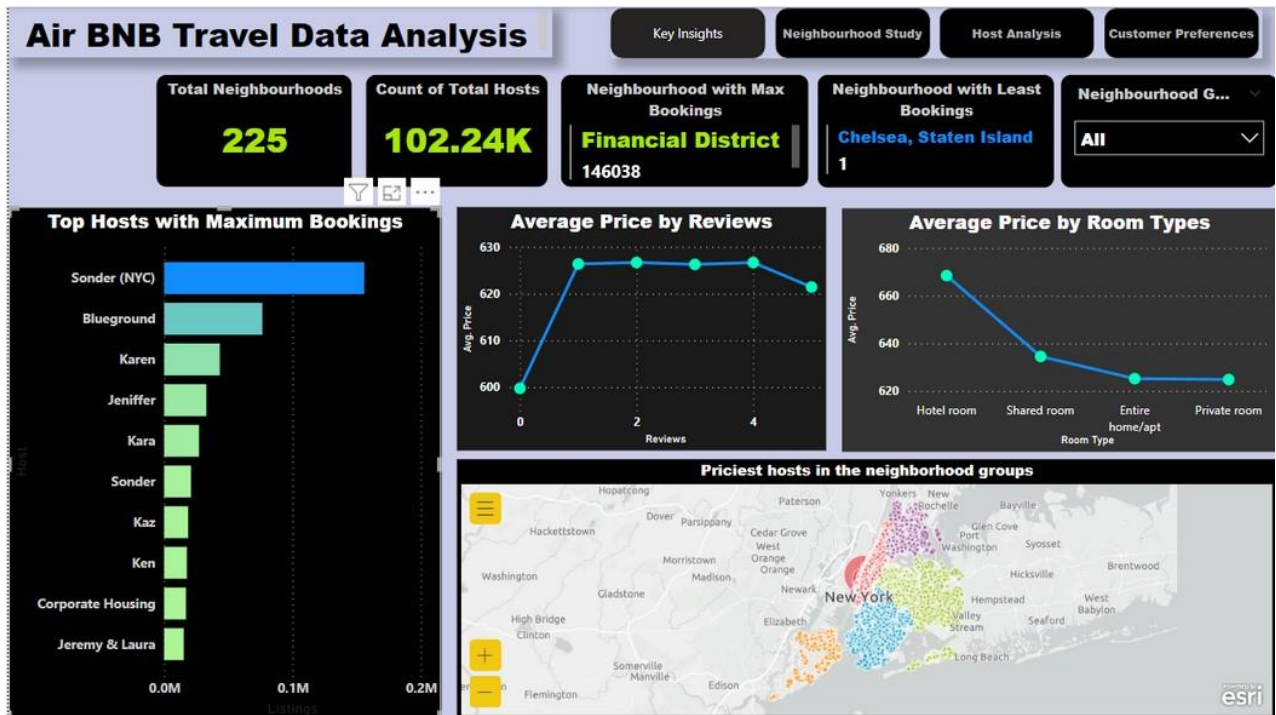 Air BNB Travel Data Analysis
Key Insights
Neighbourhood Study
Host Analysis
Customer Preferences
Total Neighbourhoods
225
Count of Total Hosts
102.24K
Neighbourhood with Max
Bookings
Financial District
146038
Neighbourhood with Least
Bookings
Chelsea, Staten Island
1
Neighbourhood G...
All
Top Hosts with Maximum Bookings
Host
Sonder (NYC)
Blueground
Karen
Jeniffer
Kara
Sonder
Kaz
Ken
Corporate Housing
Jeremy & Laura
0.0M
0.1M
0.2M
Listings
Average Price by Reviews
Avg. Price
630
620
610
600
0
2
4
Reviews
Average Price by Room Types
Avg. Price
680
660
640
620
Hotel room
Shared room
Entire
home/apt
Private room
Room Type
Priciest hosts in the neighborhood groups
Hopatcong
Paterson
Yonkers
New
Rochelle
Bayville
Dover
Parsippany
Hackettstown
Cedar Grove
Glen Cove
Port
Washington
Syosset
West
Orange
Orange
Morristown
Madison
Washington
Newark
Hicksville
Brentwood
Gladstone
New York
Hempstead
West
Babylon
High Bridge
Clinton
Elizabeth
Valley
Stream
Seaford
Long Beach
Somerville
Manville
Edison
Flemington
POWERED BY
esri